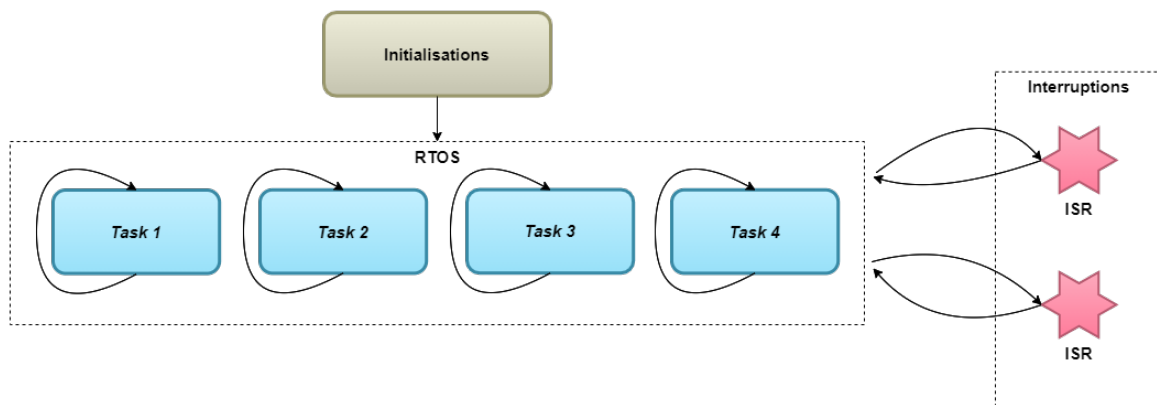 Initialisations
Interruptions
RTOS
Task 1
Task 2
Task 3
Task 4
ISR
ISR